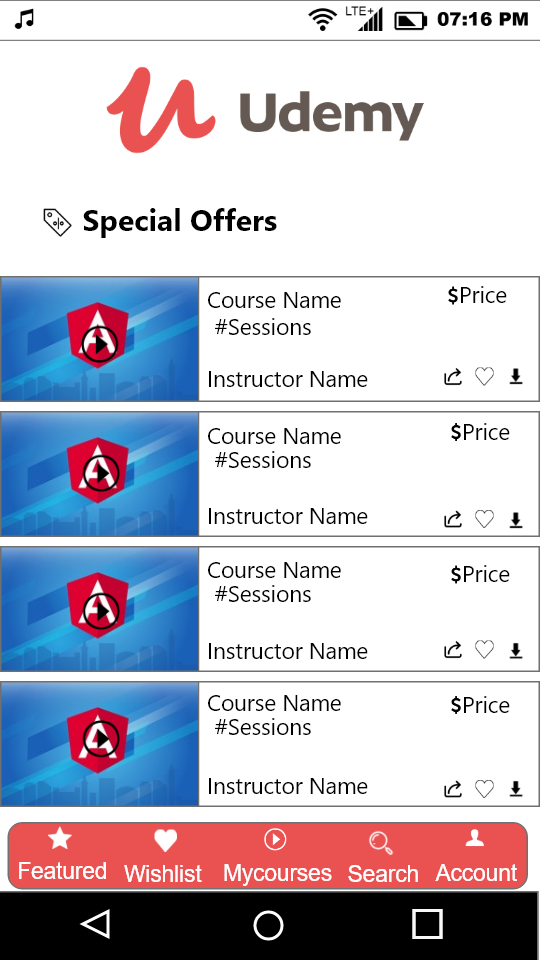 LTE+ 07:16 PM
Udemy
Special Offers
Course Name $Price
#Sessions
Instructor Name
Course Name $Price
#Sessions
Instructor Name
Course Name $Price
#Sessions
Instructor Name
Course Name $Price
#Sessions
Instructor Name
Featured Wishlist Mycourses Search Account